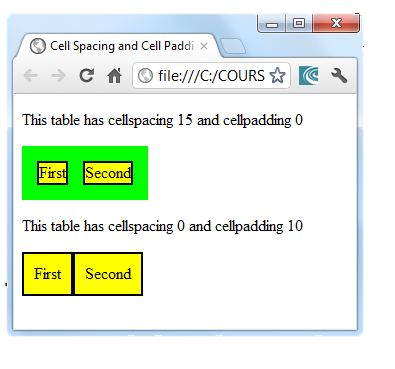 Cell Spacing and Cell Paddi
file:///C:/COURS
This table has cellspacing 15 and cellpadding 0
First Second
This table has cellspacing 0 and cellpadding 10
First Second